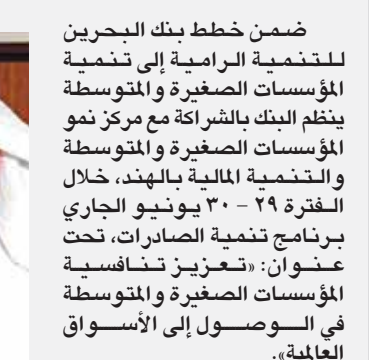 ضمن خطط بنك البحرين
للتنمية الرامية إلى تنمية
المؤسسات الصغيرة والمتوسطة
ينظم البنك بالشراكة مع مركز نمو
المؤسسات الصغيرة والمتوسطة
والتنمية المالية بالهند، خلال
الفترة ٢٩ – ٣٠ يونيو الجاري
برنامج تنمية الصادرات، تحت
عنوان: «تعزيز تنافسية
المؤسسات الصغيرة والمتوسطة
في الوصول إلى الأسواق
العالمية».